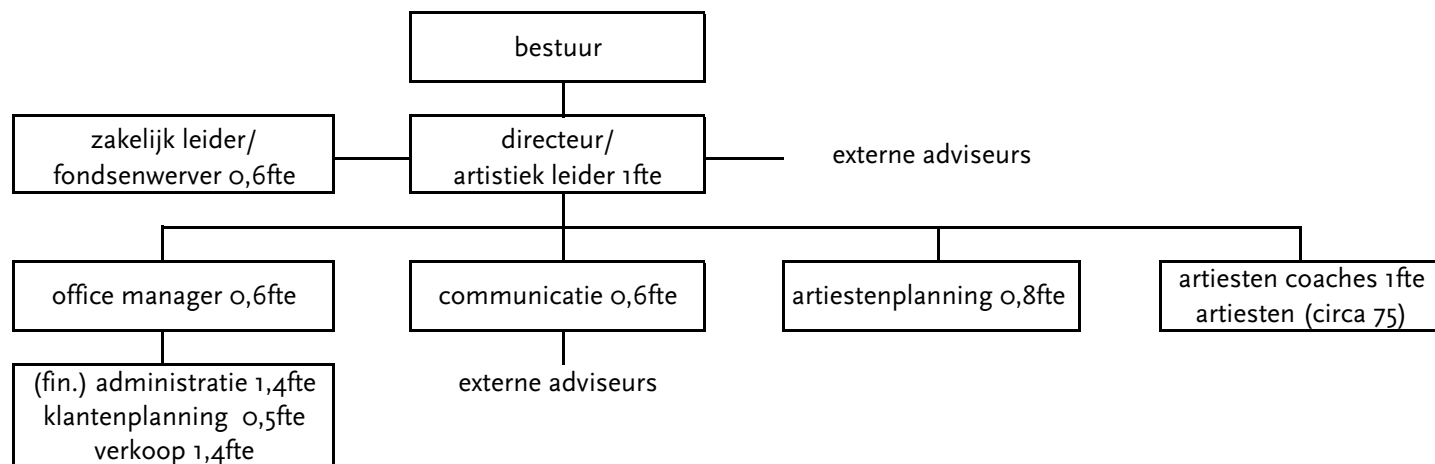 bestuur
zakelijk leider/
fondsenwerver 0,6fte
directeur/
artistiek leider 1fte
externe adviseurs
office manager 0,6fte
communicatie 0,6fte
artiestenplanning 0,8fte
artiesten coaches 1fte
artiesten (circa 75)
(fin.) administratie 1,4fte
klantenplanning 0,5fte
verkoop 1,4fte
externe adviseurs